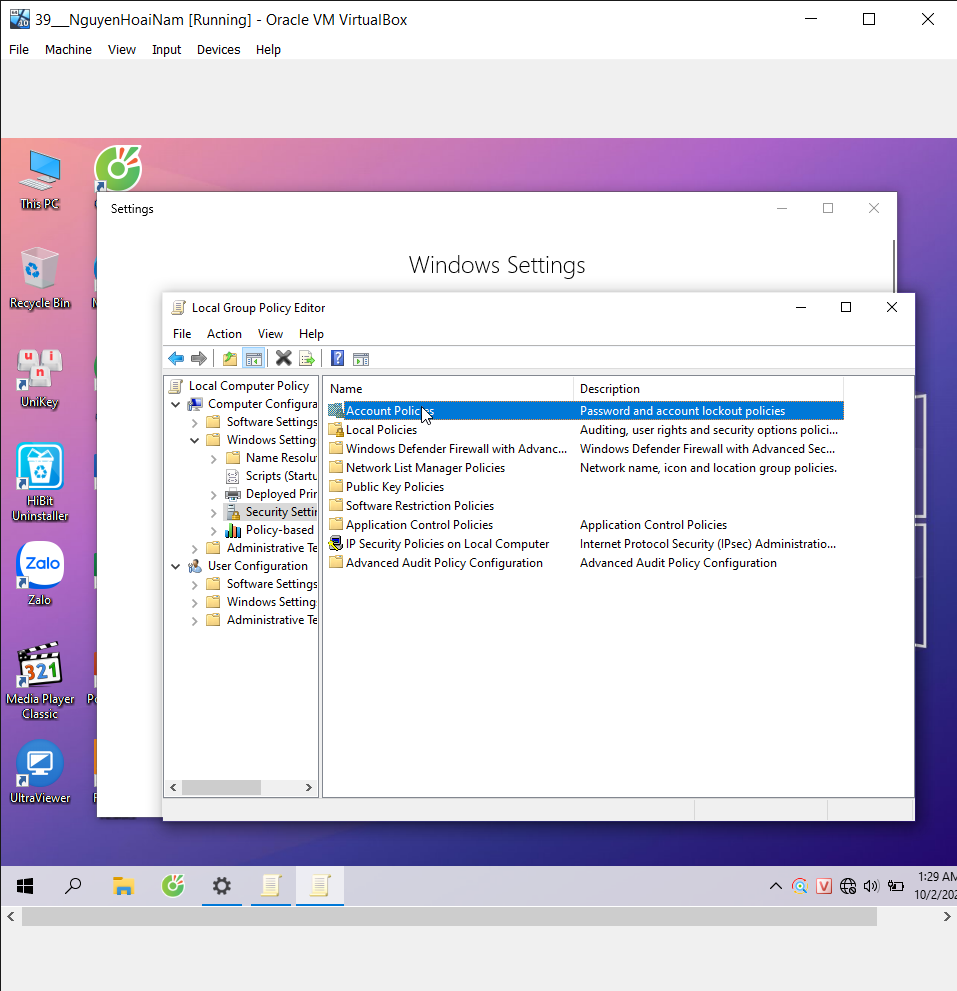 39___NguyenHoaiNam [Running] - Oracle VM VirtualBox
File Machine View Input Devices Help
This PC
Recycle Bin
UniKey
HiBit
Uninstaller
Zalo
Zalo
321
Media Player
Classic
UltraViewer
Settings
Windows Settings
Local Group Policy Editor
File Action View Help
Local Computer Policy
Computer Configura
Software Settings
Windows Setting
Name Resolu
Scripts (Startu
Deployed Prin
Security Settin
Policy-based
Administrative Te
User Configuration
Software Settings
Windows Setting
Administrative Te
Name Description
Account Policies Password and account lockout policies
Local Policies Auditing, user rights and security options polici...
Windows Defender Firewall with Advanc... Windows Defender Firewall with Advanced Sec...
Network List Manager Policies Network name, icon and location group policies.
Public Key Policies
Software Restriction Policies
Application Control Policies Application Control Policies
IP Security Policies on Local Computer Internet Protocol Security (IPsec) Administratio...
Advanced Audit Policy Configuration Advanced Audit Policy Configuration
V
1:29 AM
10/2/202